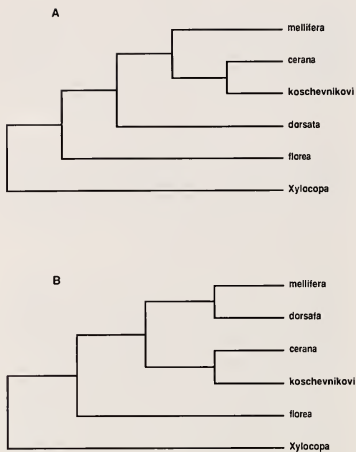 A
mellifera
cerana
koschevnikovi
dorsata
florea
Xylocopa
B
mellifera
dorsata
cerana
koschevnikovi
florea
Xylocopa